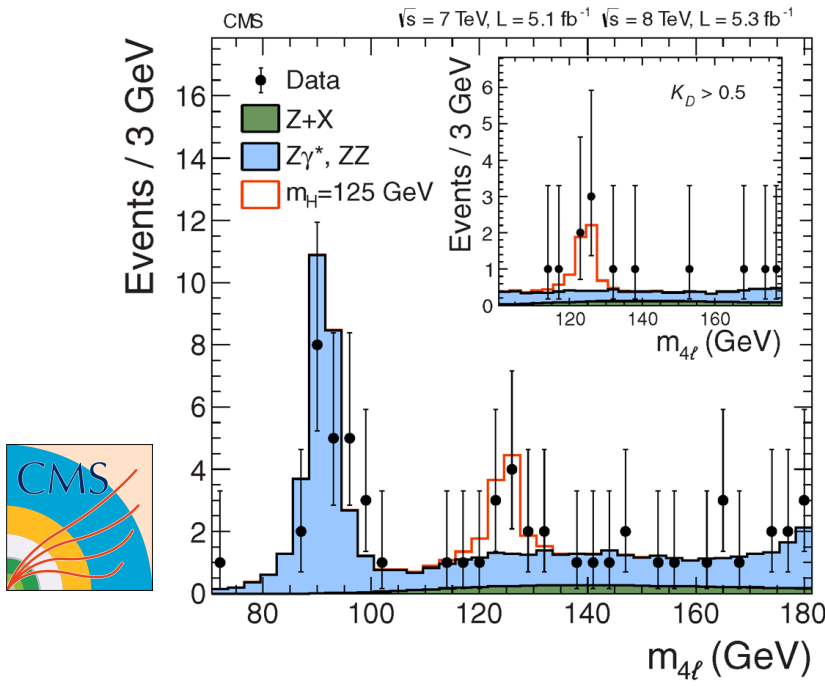 CMS
√s = 7 TeV, L = 5.1 fb⁻¹ √s = 8 TeV, L = 5.3 fb⁻¹
Events / 3 GeV
16
14
12
10
8
6
4
2
0
Data
Z+X
Zγ*, ZZ
m_H=125 GeV
K_D > 0.5
Events / 3 GeV
6
5
4
3
2
1
0
120 140 160
m_4ℓ (GeV)
80 100 120 140 160 180
m_4ℓ (GeV)
CMS